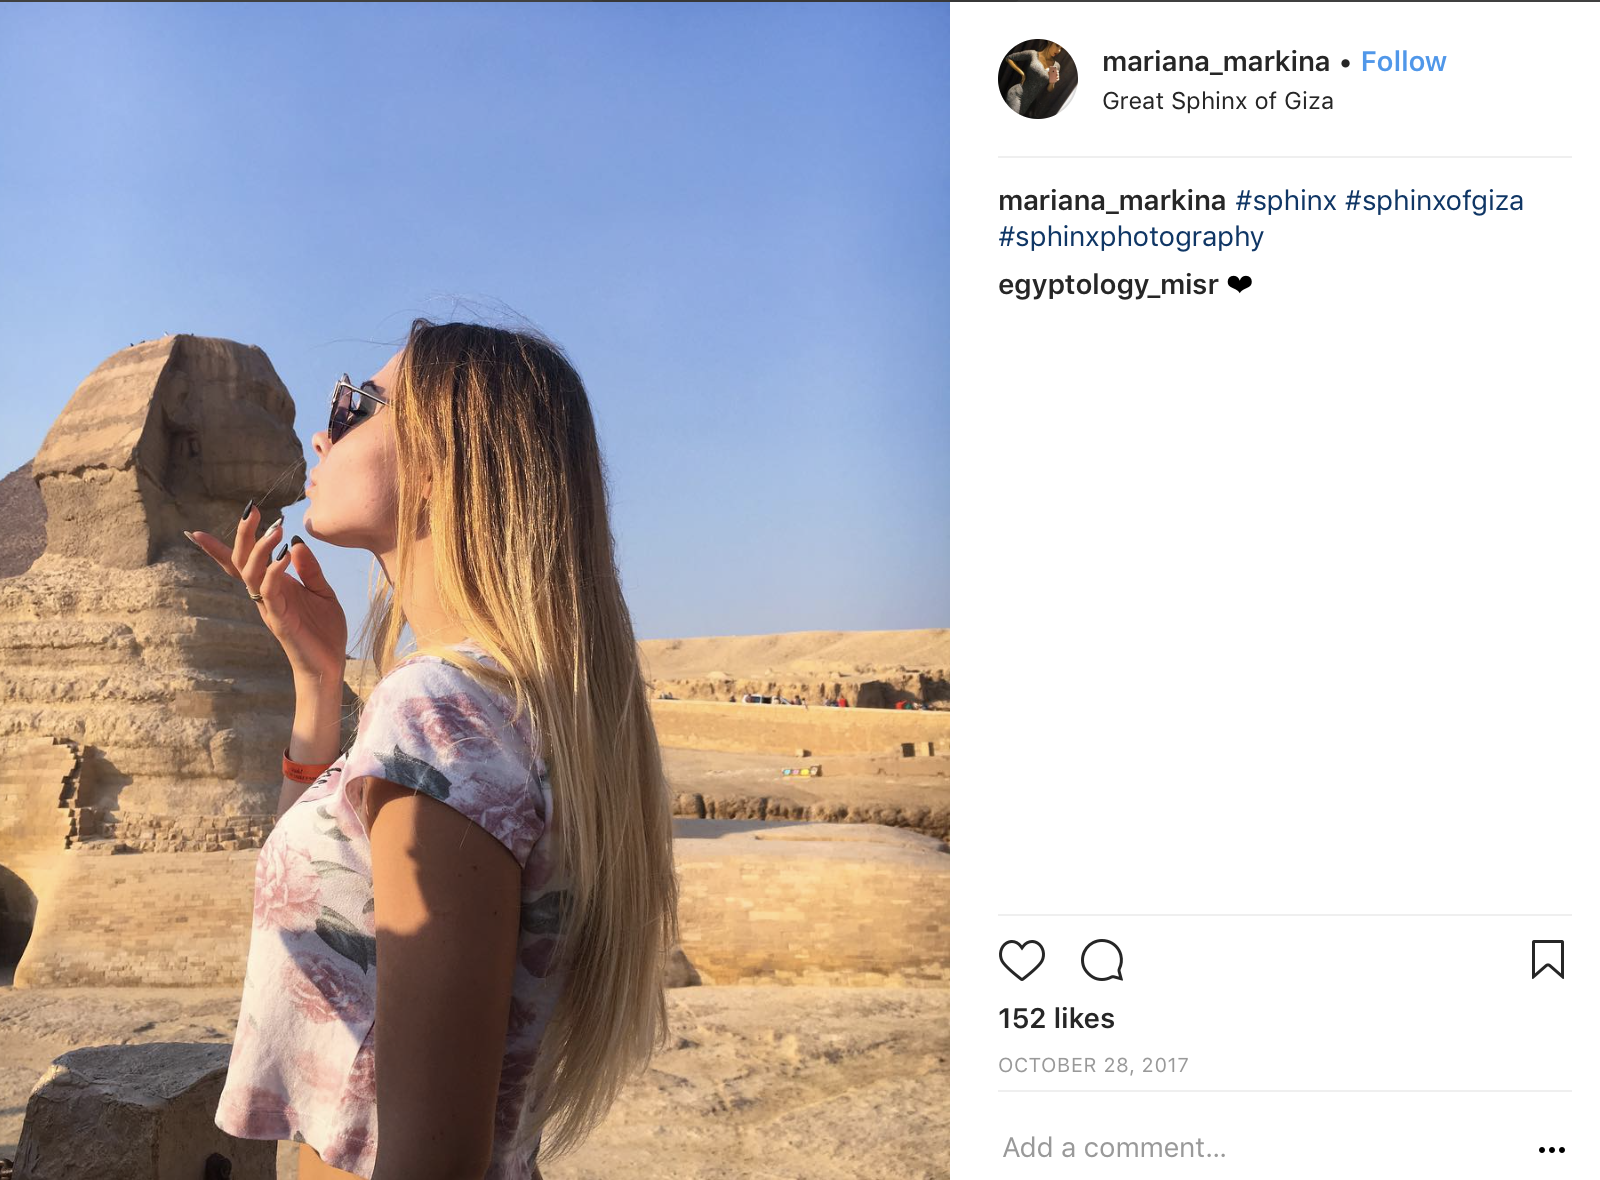 mariana_markina • Follow
Great Sphinx of Giza
mariana_markina #sphinx #sphinxofgiza
#sphinxphotography
egyptology_misr ❤
152 likes
OCTOBER 28, 2017
Add a comment...